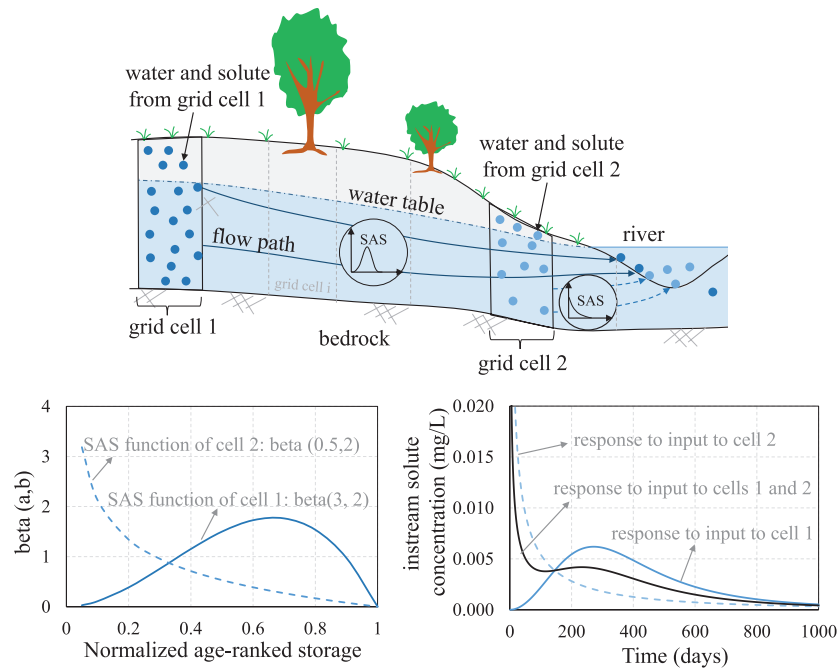 water and solute
from grid cell 1
water and solute
from grid cell 2
water table
river
SAS
flow path
grid cell i
SAS
grid cell 1
bedrock
grid cell 2
4
3
2
1
0
0
0.2
0.4
0.6
0.8
1
beta (a,b)
Normalized age-ranked storage
SAS function of cell 2: beta (0.5,2)
SAS function of cell 1: beta(3, 2)
0.020
0.015
0.010
0.005
0.000
0
200
400
600
800
1000
instream solute
concentration (mg/L)
Time (days)
response to input to cell 2
response to input to cells 1 and 2
response to input to cell 1